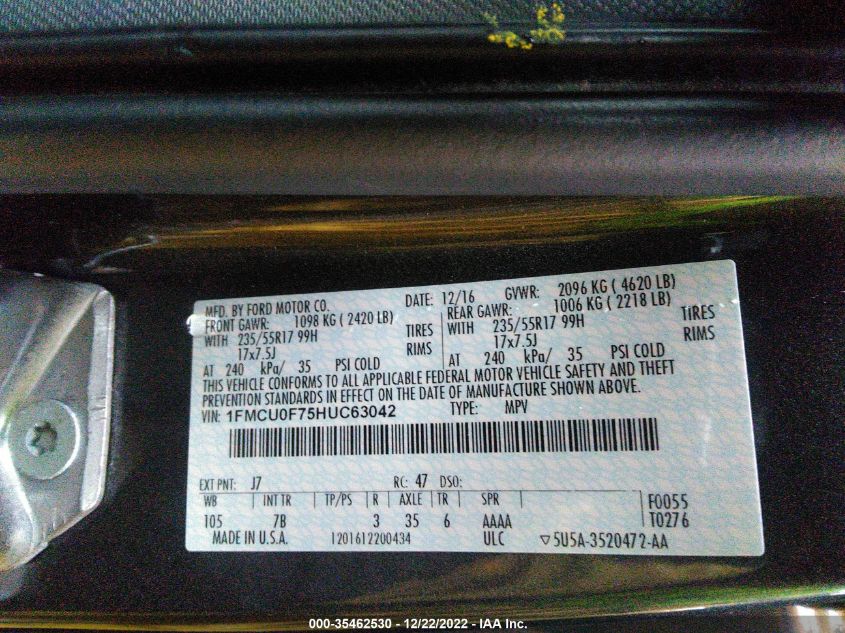 MFD. BY FORD MOTOR CO. DATE: 12/16 GVWR: 2096 KG ( 4620 LB)
FRONT GAWR: 1098 KG ( 2420 LB) REAR GAWR: 1006 KG ( 2218 LB)
WITH 235/55R17 99H TIRES WITH 235/55R17 99H TIRES
17x7.5J RIMS 17x7.5J RIMS
AT 240 kPa/ 35 PSI COLD AT 240 kPa/ 35 PSI COLD
THIS VEHICLE CONFORMS TO ALL APPLICABLE FEDERAL MOTOR VEHICLE SAFETY AND THEFT
PREVENTION STANDARDS IN EFFECT ON THE DATE OF MANUFACTURE SHOWN ABOVE.
VIN: 1FMCU0F75HUC63042 TYPE: MPV
EXT PNT: J7 RC: 47 DSO:
WB INT TR TP/PS R AXLE TR SPR F0055
105 7B 3 35 6 AAAA T0276
MADE IN U.S.A. 1201612200434 ULC ▽5U5A-3520472-AA
000-35462530 - 12/22/2022 - IAA Inc.